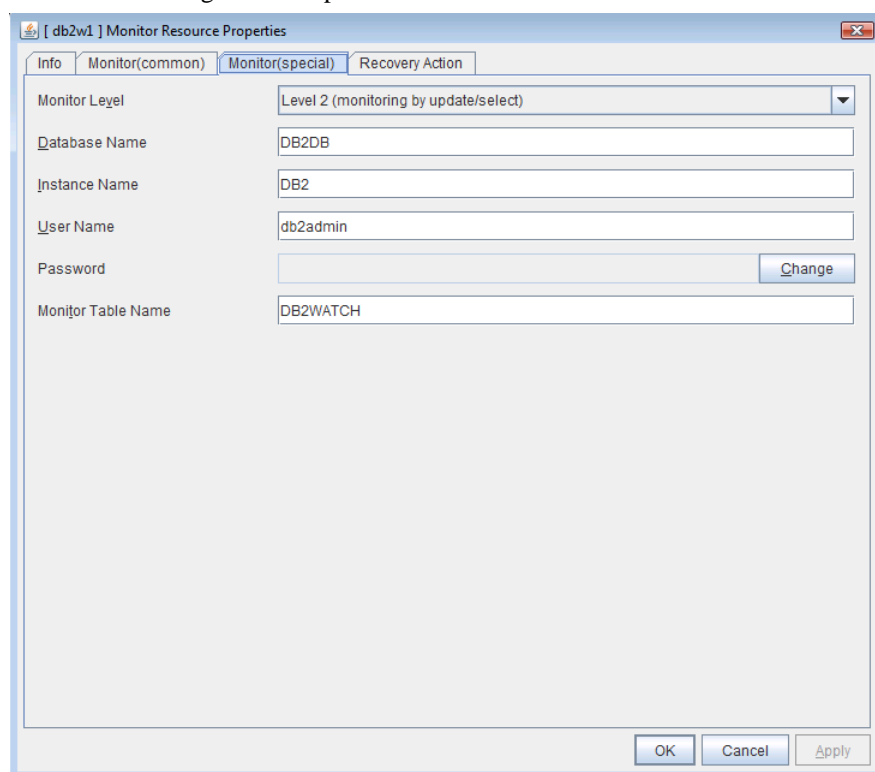 [ db2w1 ] Monitor Resource Properties
Info Monitor(common) Monitor(special) Recovery Action
Monitor Level Level 2 (monitoring by update/select)
Database Name DB2DB
Instance Name DB2
User Name db2admin
Password Change
Monitor Table Name DB2WATCH
OK Cancel Apply